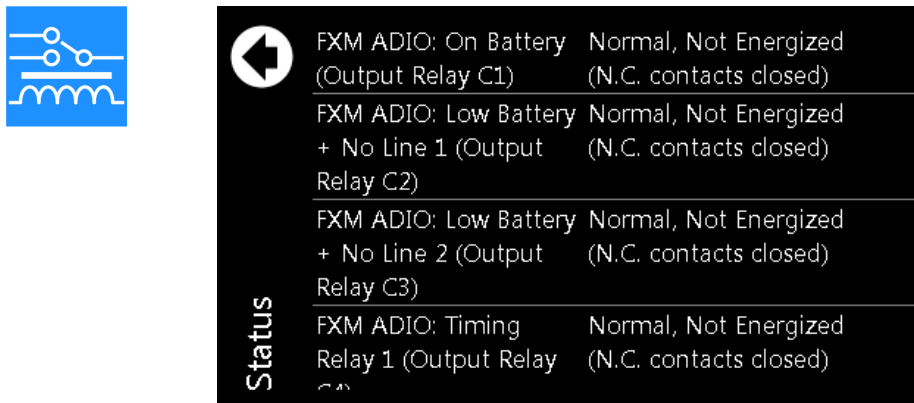 FXM ADIO: On Battery
(Output Relay C1)
Normal, Not Energized
(N.C. contacts closed)
FXM ADIO: Low Battery
+ No Line 1 (Output
Relay C2)
Normal, Not Energized
(N.C. contacts closed)
FXM ADIO: Low Battery
+ No Line 2 (Output
Relay C3)
Normal, Not Energized
(N.C. contacts closed)
FXM ADIO: Timing
Relay 1 (Output Relay
Normal, Not Energized
(N.C. contacts closed)
Status